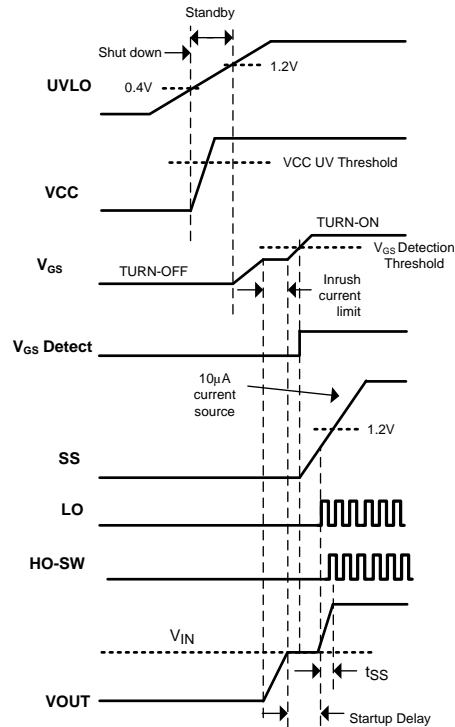 Standby
Shut down
1.2V
0.4V
UVLO
VCC UV Threshold
VCC
TURN-ON
VGS Detection
Threshold
VGS
TURN-OFF
Inrush
current
limit
VGS Detect
10μA
current
source
1.2V
SS
LO
HO-SW
VIN
tSS
VOUT
Startup Delay